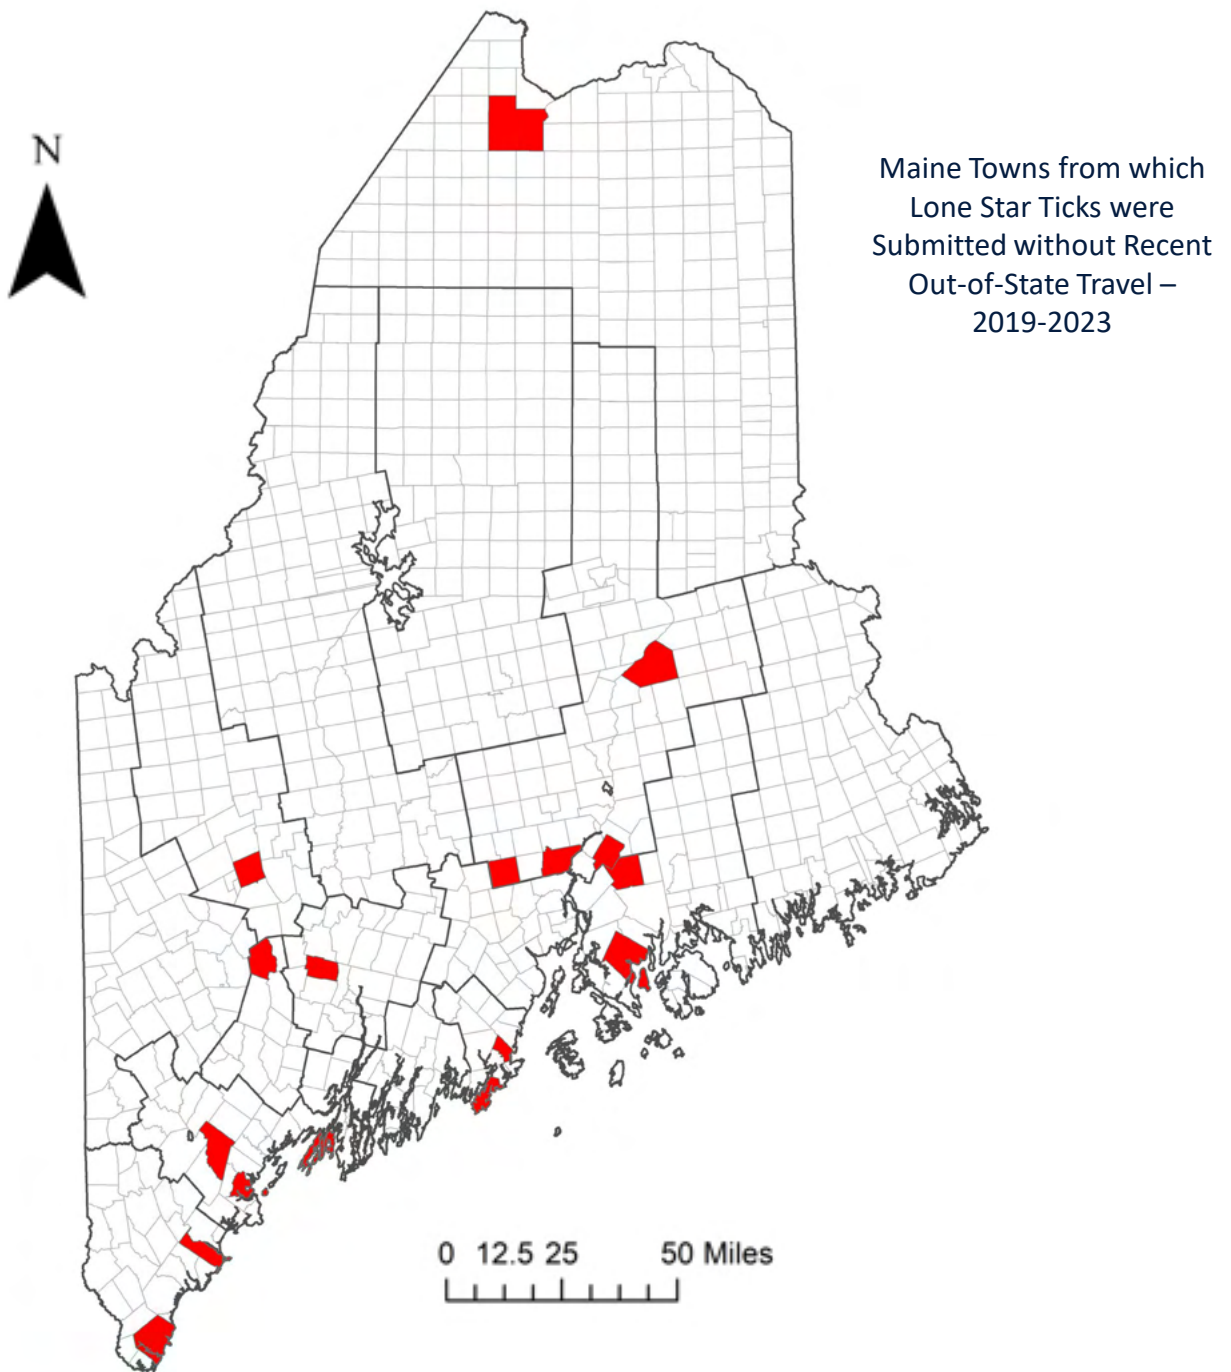 N
Maine Towns from which
Lone Star Ticks were
Submitted without Recent
Out-of-State Travel –
2019-2023
0 12.5 25 50 Miles